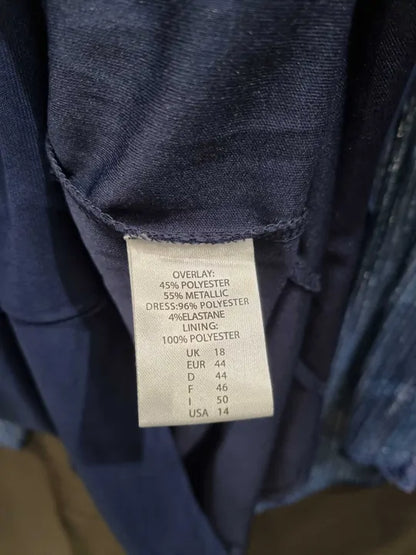 OVERLAY:
45% POLYESTER
55% METALLIC
DRESS:96% POLYESTER
4%ELASTANE
LINING:
100% POLYESTER
UK 18
EUR 44
D 44
F 46
I 50
USA 14